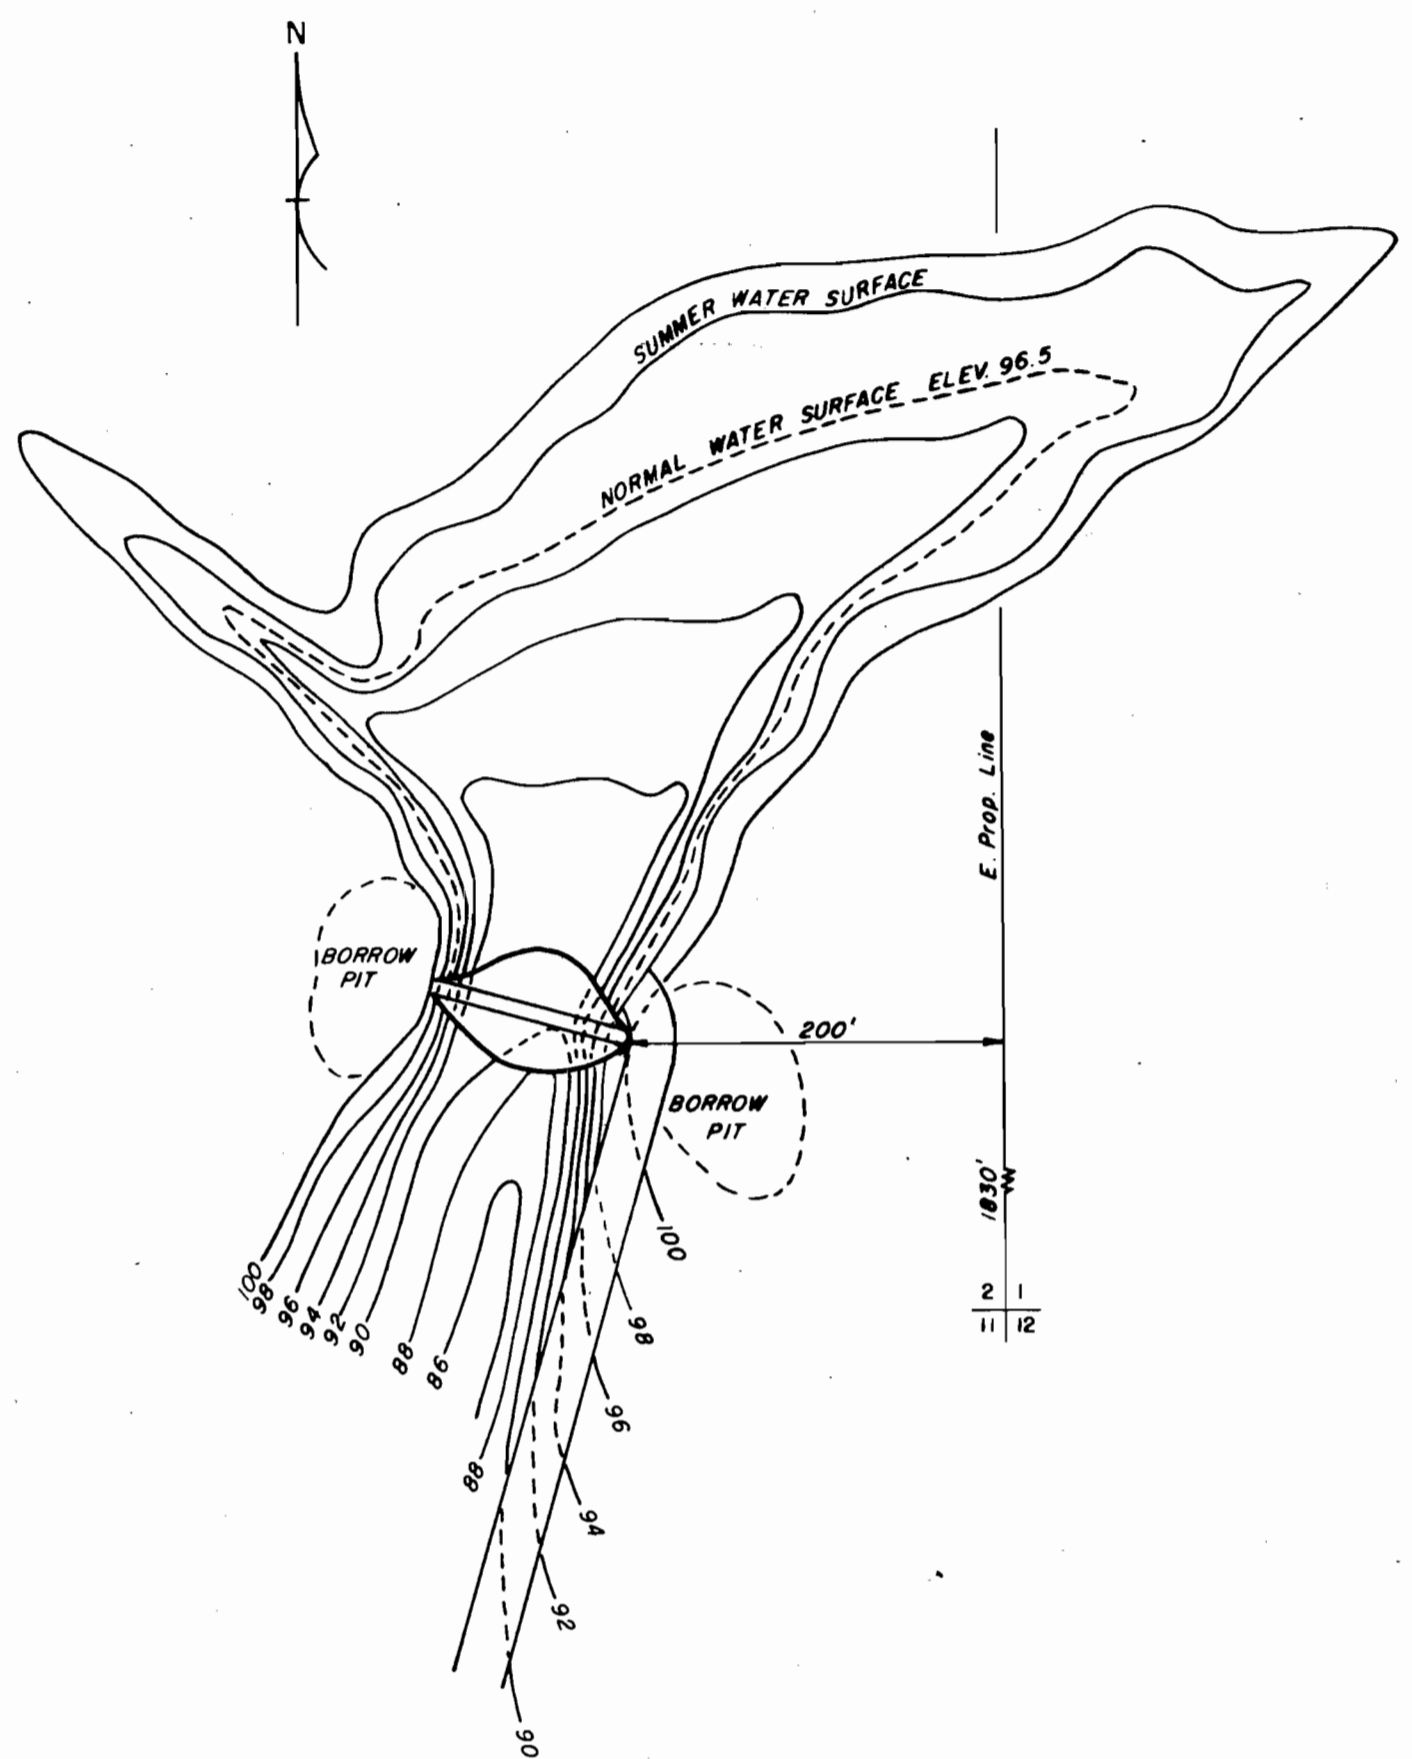 N
SUMMER WATER SURFACE
NORMAL WATER SURFACE ELEV. 96.5
E. Prop. Line
BORROW
PIT
200'
BORROW
PIT
1830'
100
98
96
94
92
90
88
86
88
100
98
96
94
92
90
2 1
11 12